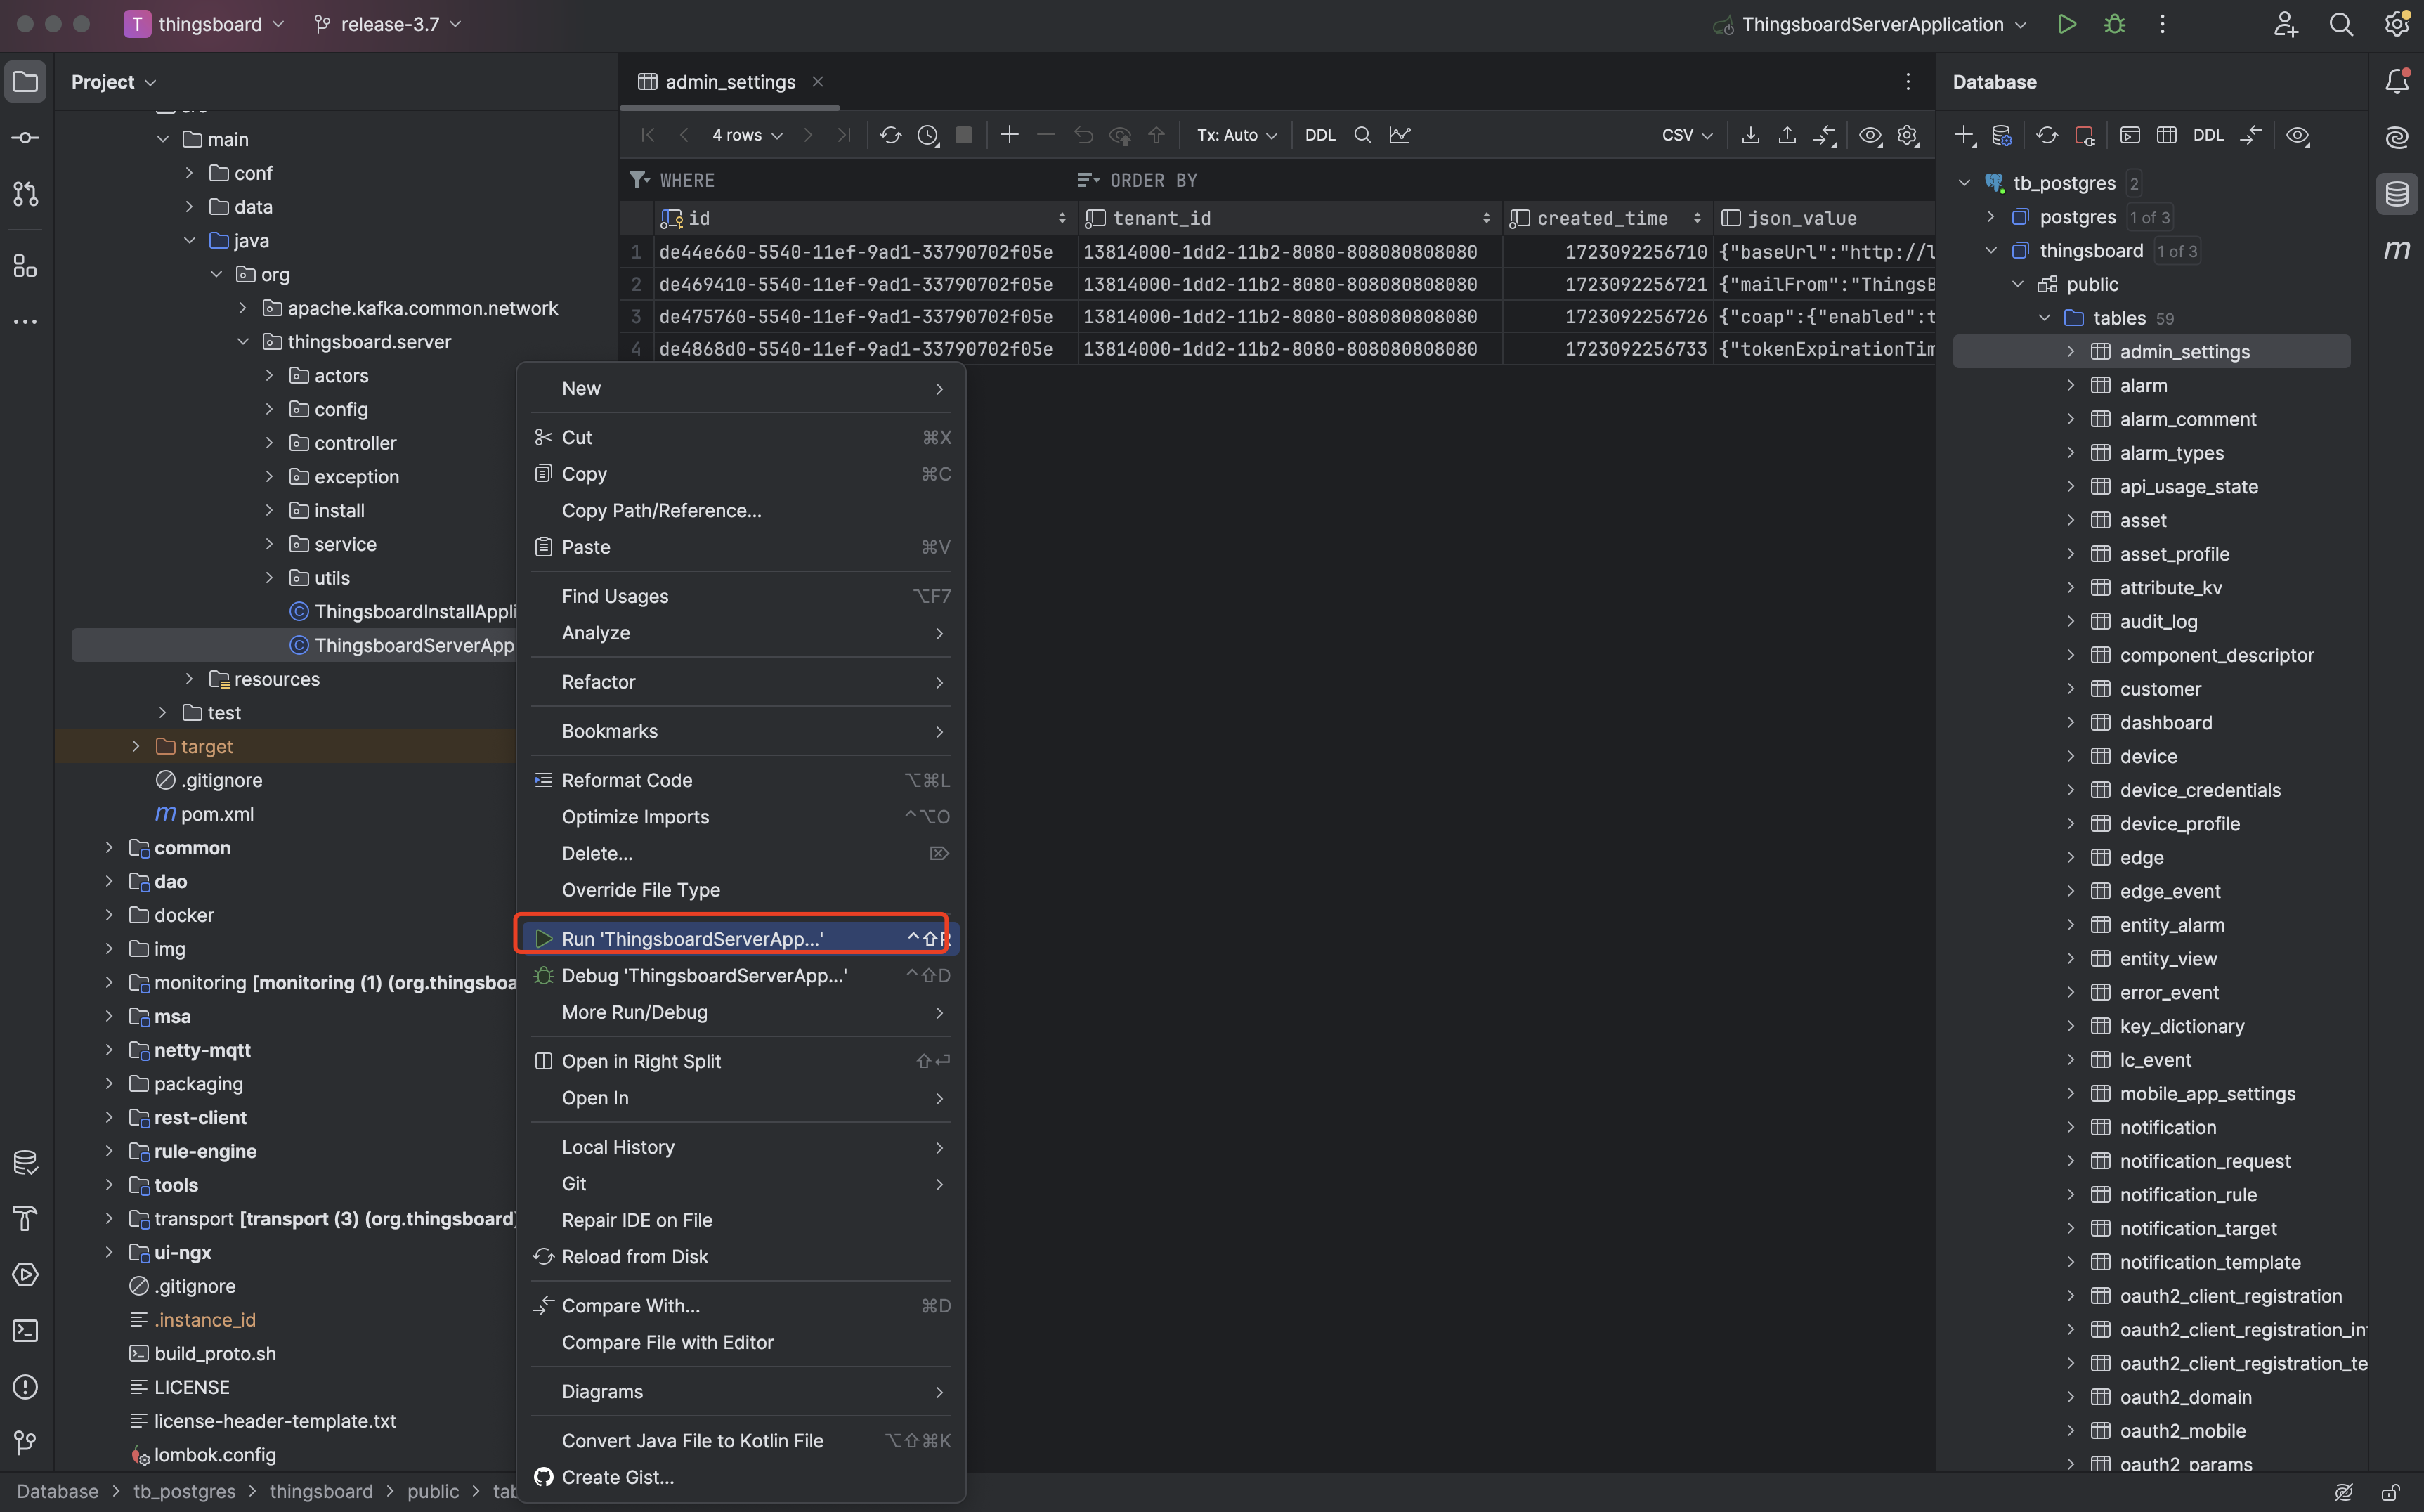 T thingsboard release-3.7 ThingsboardServerApplication
Project
main
conf
data
java
org
apache.kafka.common.network
thingsboard.server
actors
config
controller
exception
install
service
utils
ThingsboardInstallAppli
ThingsboardServerApp
resources
test
target
.gitignore
m pom.xml
common
dao
docker
img
monitoring [monitoring (1) (org.thingsboa
msa
netty-mqtt
packaging
rest-client
rule-engine
tools
transport [transport (3) (org.thingsboard
ui-ngx
.gitignore
.instance_id
build_proto.sh
LICENSE
license-header-template.txt
lombok.config
admin_settings
4 rows Tx: Auto DDL CSV
WHERE ORDER BY
id tenant_id created_time json_value
1 de44e660-5540-11ef-9ad1-33790702f05e 13814000-1dd2-11b2-8080-808080808080 1723092256710 {"baseUrl":"http://l
2 de469410-5540-11ef-9ad1-33790702f05e 13814000-1dd2-11b2-8080-808080808080 1723092256721 {"mailFrom":"ThingsB
3 de475760-5540-11ef-9ad1-33790702f05e 13814000-1dd2-11b2-8080-808080808080 1723092256726 {"coap":{"enabled":t
4 de4868d0-5540-11ef-9ad1-33790702f05e 13814000-1dd2-11b2-8080-808080808080 1723092256733 {"tokenExpirationTim
New
Cut ⌘X
Copy ⌘C
Copy Path/Reference...
Paste ⌘V
Find Usages ⌥F7
Analyze
Refactor
Bookmarks
Reformat Code ⌥⌘L
Optimize Imports ^⌥O
Delete... ⌦
Override File Type
Run 'ThingsboardServerApp...' ^⇧R
Debug 'ThingsboardServerApp...' ^⇧D
More Run/Debug
Open in Right Split ⇧⏎
Open In
Local History
Git
Repair IDE on File
Reload from Disk
Compare With... ⌘D
Compare File with Editor
Diagrams
Convert Java File to Kotlin File ⌥⇧⌘K
Create Gist...
Database
DDL
tb_postgres 2
postgres 1 of 3
thingsboard 1 of 3
public
tables 59
admin_settings
alarm
alarm_comment
alarm_types
api_usage_state
asset
asset_profile
attribute_kv
audit_log
component_descriptor
customer
dashboard
device
device_credentials
device_profile
edge
edge_event
entity_alarm
entity_view
error_event
key_dictionary
lc_event
mobile_app_settings
notification
notification_request
notification_rule
notification_target
notification_template
oauth2_client_registration
oauth2_client_registration_in
oauth2_client_registration_te
oauth2_domain
oauth2_mobile
oauth2_params
m
Database > tb_postgres > thingsboard > public > tab